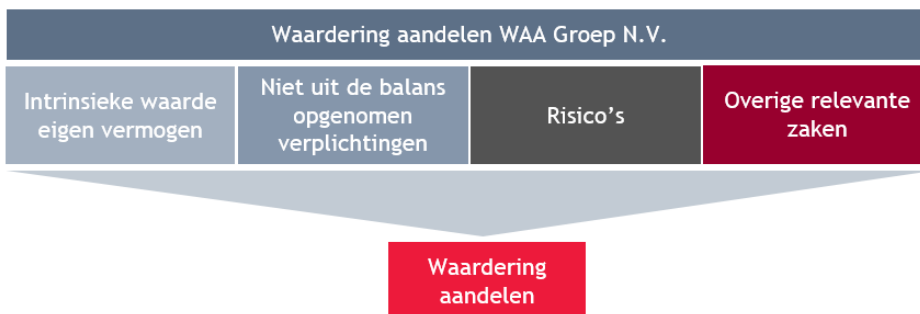 Waardering aandelen WAA Groep N.V.
Intrinsieke waarde
eigen vermogen
Niet uit de balans
opgenomen
verplichtingen
Risico's
Overige relevante
zaken
Waardering
aandelen